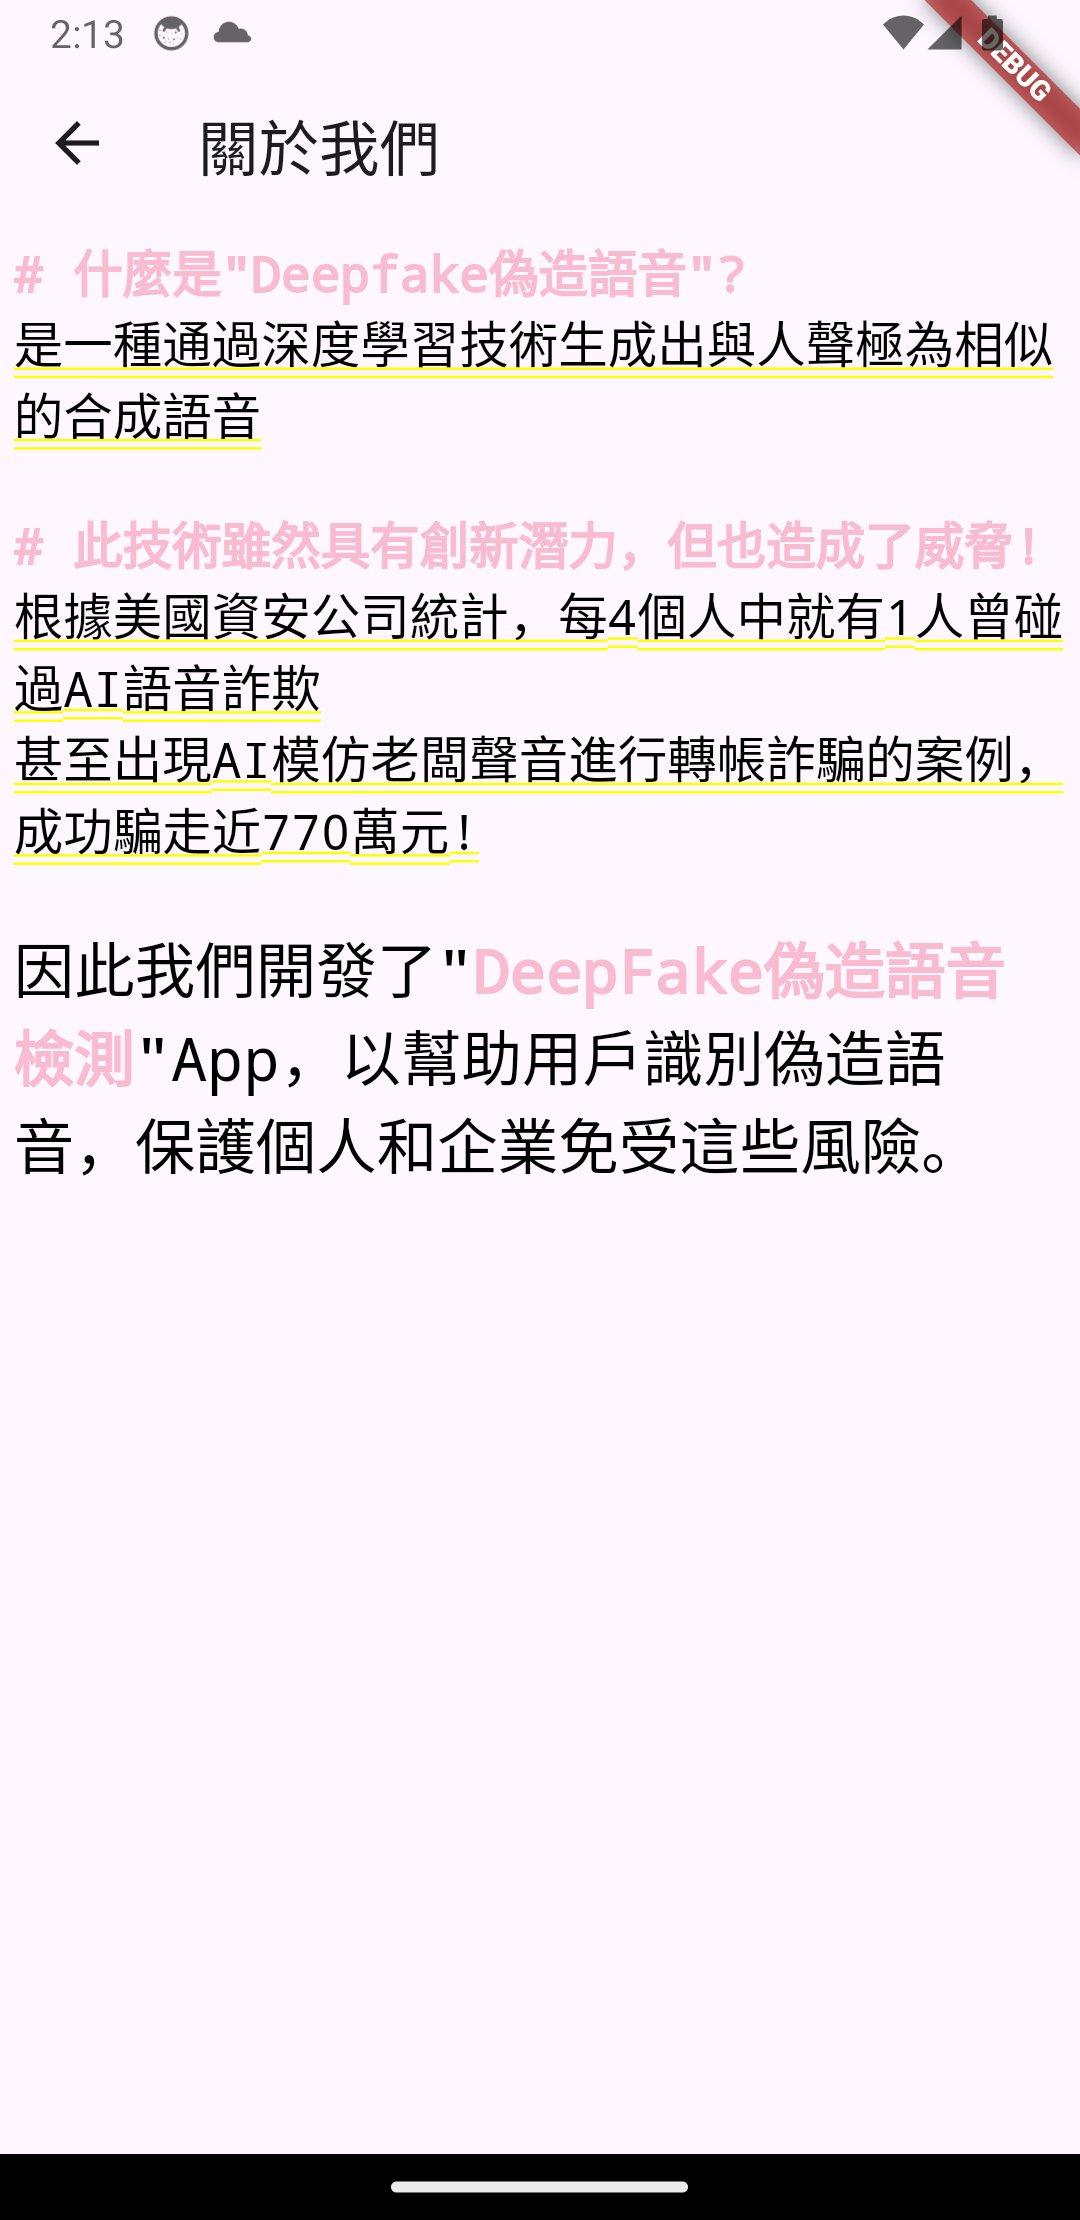 2:13
DEBUG
關於我們
# 什麼是"Deepfake偽造語音"?
是一種通過深度學習技術生成出與人聲極為相似
的合成語音
# 此技術雖然具有創新潛力，但也造成了威脅!
根據美國資安公司統計，每4個人中就有1人曾碰
過AI語音詐欺
甚至出現AI模仿老闆聲音進行轉帳詐騙的案例，
成功騙走近770萬元!
因此我們開發了"DeepFake偽造語音
檢測"App，以幫助用戶識別偽造語
音，保護個人和企業免受這些風險。